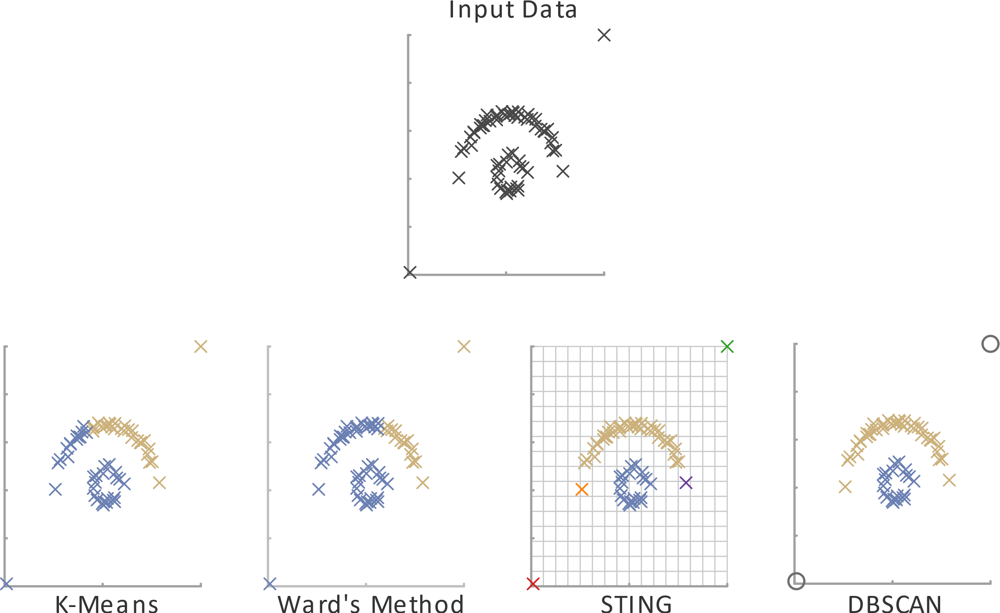 Input Data
K-Means
Ward's Method
STING
DBSCAN